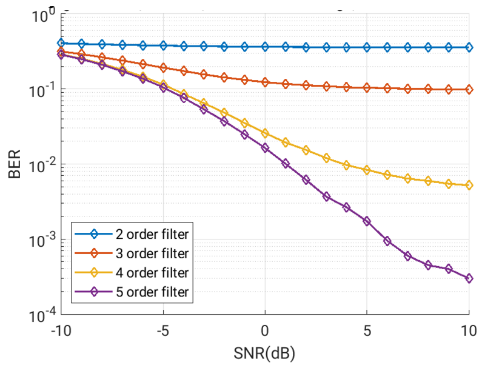 10^0
10^-1
10^-2
10^-3
10^-4
BER
2 order filter
3 order filter
4 order filter
5 order filter
-10 -5 0 5 10
SNR(dB)